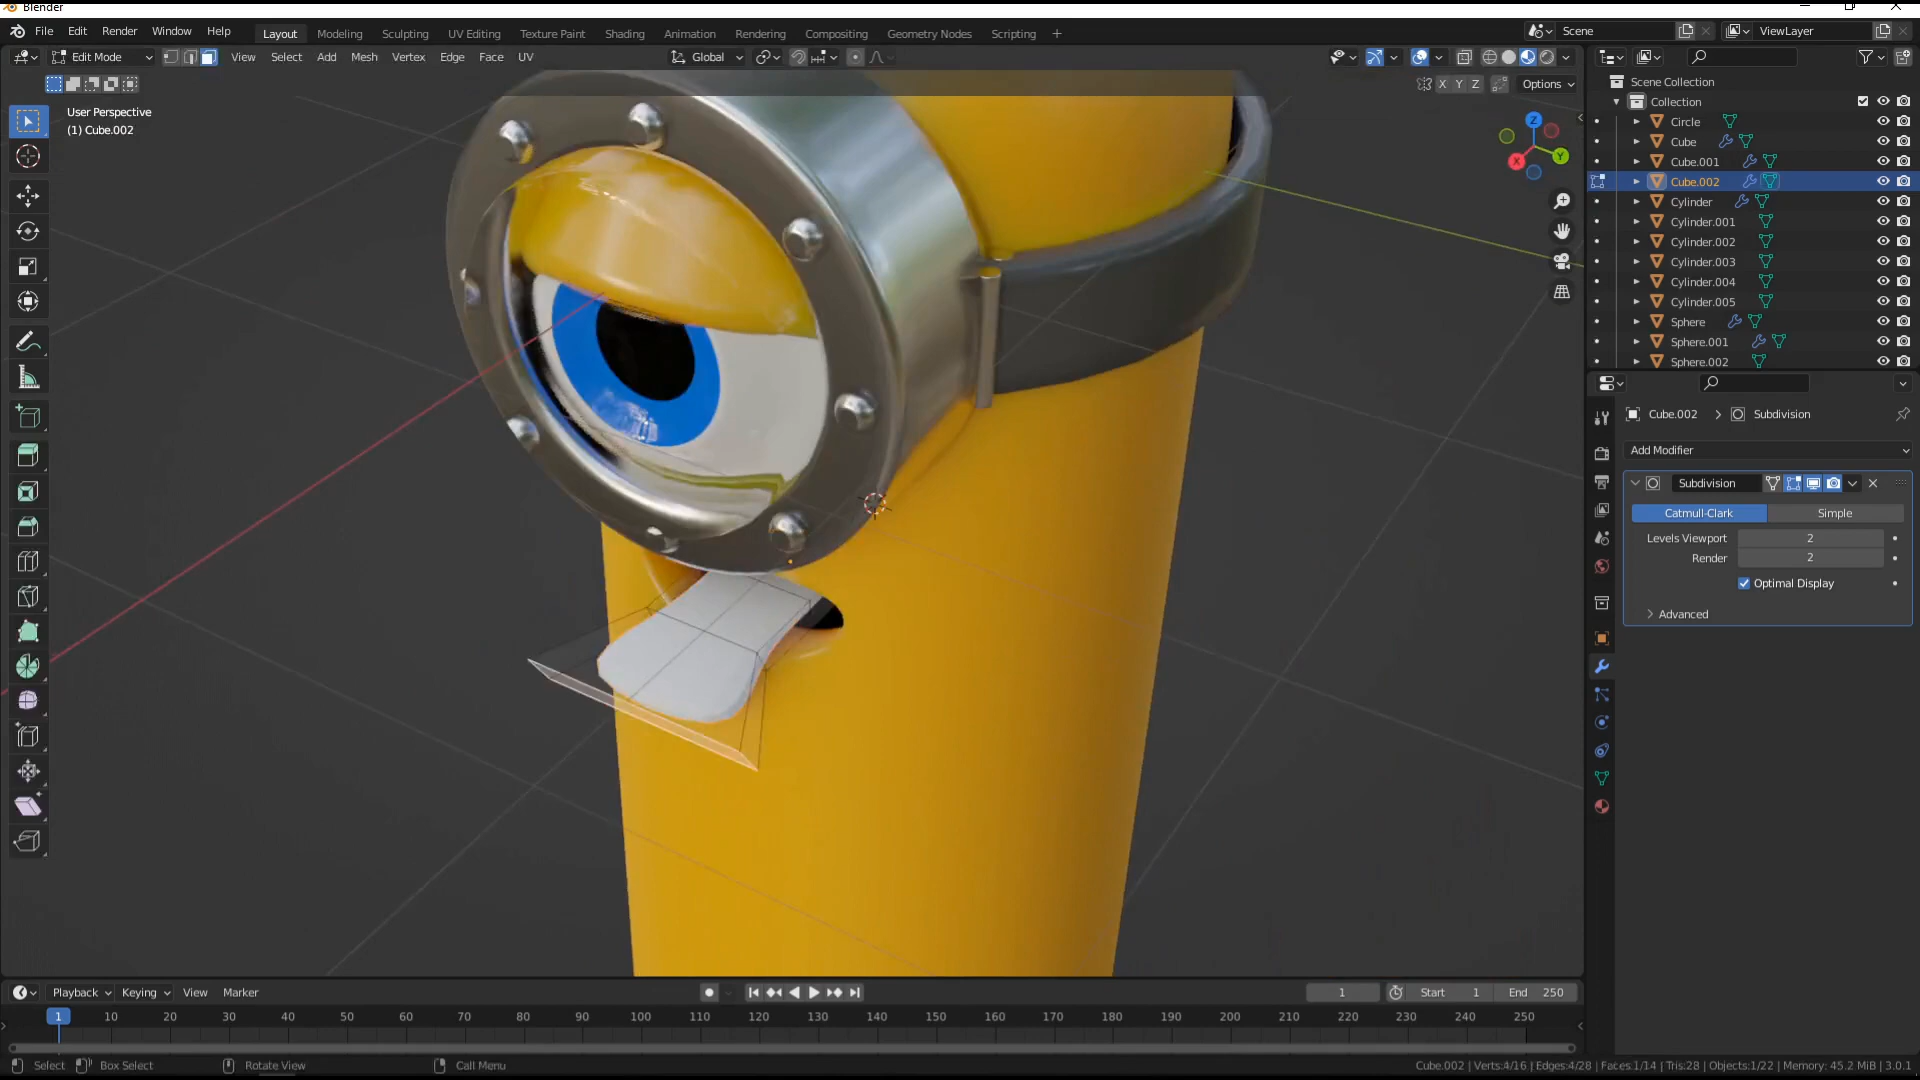 Blender
File Edit Render Window Help Layout Modeling Sculpting UV Editing Texture Paint Shading Animation Rendering Compositing Geometry Nodes Scripting + Scene ViewLayer
Edit Mode View Select Add Mesh Vertex Edge Face UV Global
X Y Z Options
User Perspective
(1) Cube.002
Z
Y
X
Scene Collection
Collection
Circle
Cube
Cube.001
Cube.002
Cylinder
Cylinder.001
Cylinder.002
Cylinder.003
Cylinder.004
Cylinder.005
Sphere
Sphere.001
Sphere.002
Cube.002 > Subdivision
Add Modifier
Subdivision
Catmull-Clark Simple
Levels Viewport 2
Render 2
Optimal Display
Advanced
Playback Keying View Marker 1 Start 1 End 250
1 10 20 30 40 50 60 70 80 90 100 110 120 130 140 150 160 170 180 190 200 210 220 230 240 250
Select Box Select Rotate View Call Menu Cube.002 | Verts:4/16 | Edges:4/28 | Faces:1/14 | Tris:28 | Objects:1/22 | Memory: 45.2 MiB | 3.0.1